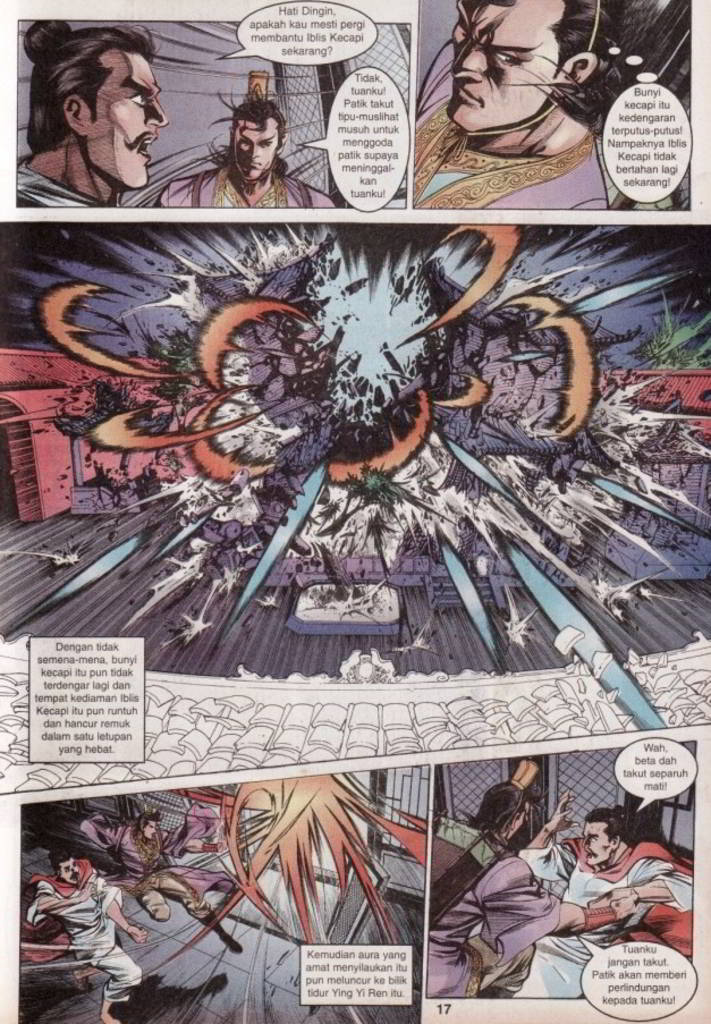 Hati Dingin,
apakah kau mesti pergi
membantu Iblis Kecapi
sekarang?
Tidak,
tuanku!
Patik takut
tipu-muslihat
musuh untuk
menggoda
patik supaya
meninggal-
kan
tuanku!
Bunyi
kecapi itu
kedengaran
terputus-putus!
Nampaknya Iblis
Kecapi tidak
bertahan lagi
sekarang!
Dengan tidak
semena-mena, bunyi
kecapi itu pun tidak
terdengar lagi dan
tempat kediaman Iblis
Kecapi itu pun runtuh
dan hancur remuk
dalam satu letupan
yang hebat.
Kemudian aura yang
amat menyilaukan itu
pun meluncur ke bilik
tidur Ying Yi Ren itu.
Wah,
beta dah
takut separuh
mati!
Tuanku
jangan takut.
Patik akan memberi
perlindungan
kepada tuanku!
17